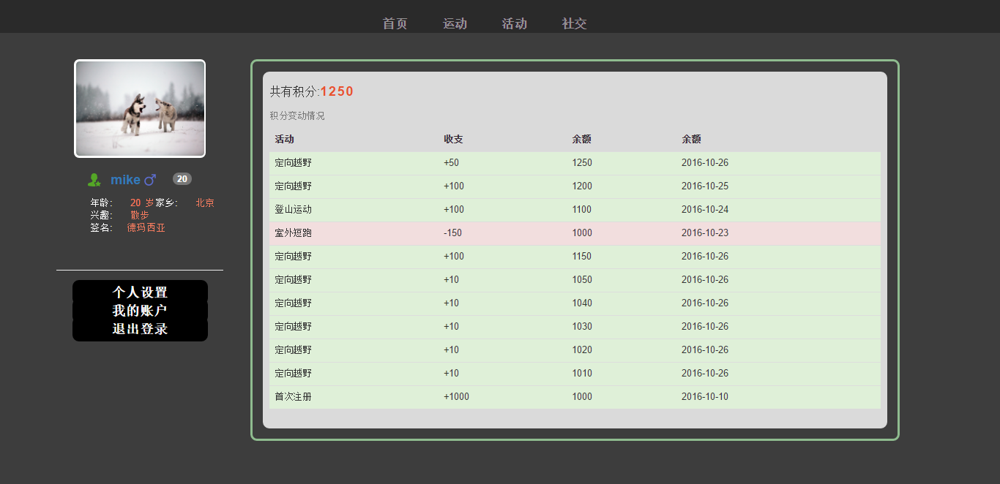 首页 运动 活动 社交
mike 20
年龄: 20 岁家乡: 北京
兴趣: 散步
签名: 德玛西亚
个人设置
我的账户
退出登录
共有积分:1250
积分变动情况
活动 收支 余额 余额
定向越野 +50 1250 2016-10-26
定向越野 +100 1200 2016-10-25
登山运动 +100 1100 2016-10-24
室外短跑 -150 1000 2016-10-23
定向越野 +100 1150 2016-10-26
定向越野 +10 1050 2016-10-26
定向越野 +10 1040 2016-10-26
定向越野 +10 1030 2016-10-26
定向越野 +10 1020 2016-10-26
定向越野 +10 1010 2016-10-26
首次注册 +1000 1000 2016-10-10